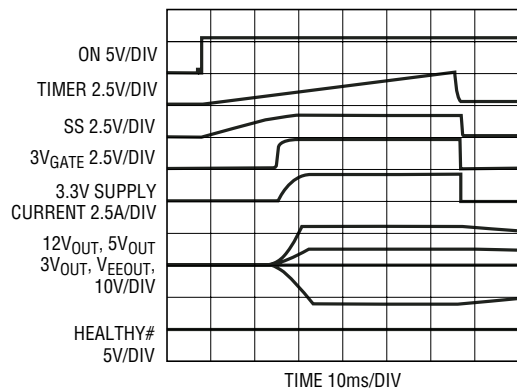 ON 5V/DIV
TIMER 2.5V/DIV
SS 2.5V/DIV
3VGATE 2.5V/DIV
3.3V SUPPLY
CURRENT 2.5A/DIV
12VOUT, 5VOUT
3VOUT, VEEOUT,
10V/DIV
HEALTHY#
5V/DIV
TIME 10ms/DIV